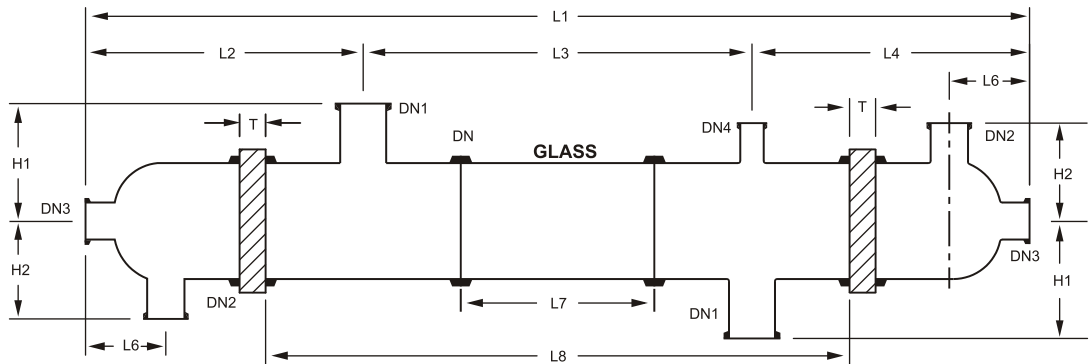 L1
L2 L3 L4
L6
T DN1 DN DN4 T DN2
GLASS
H1 H2
DN3
H2 DN2 L7 DN1 DN3 H1
L6 L8